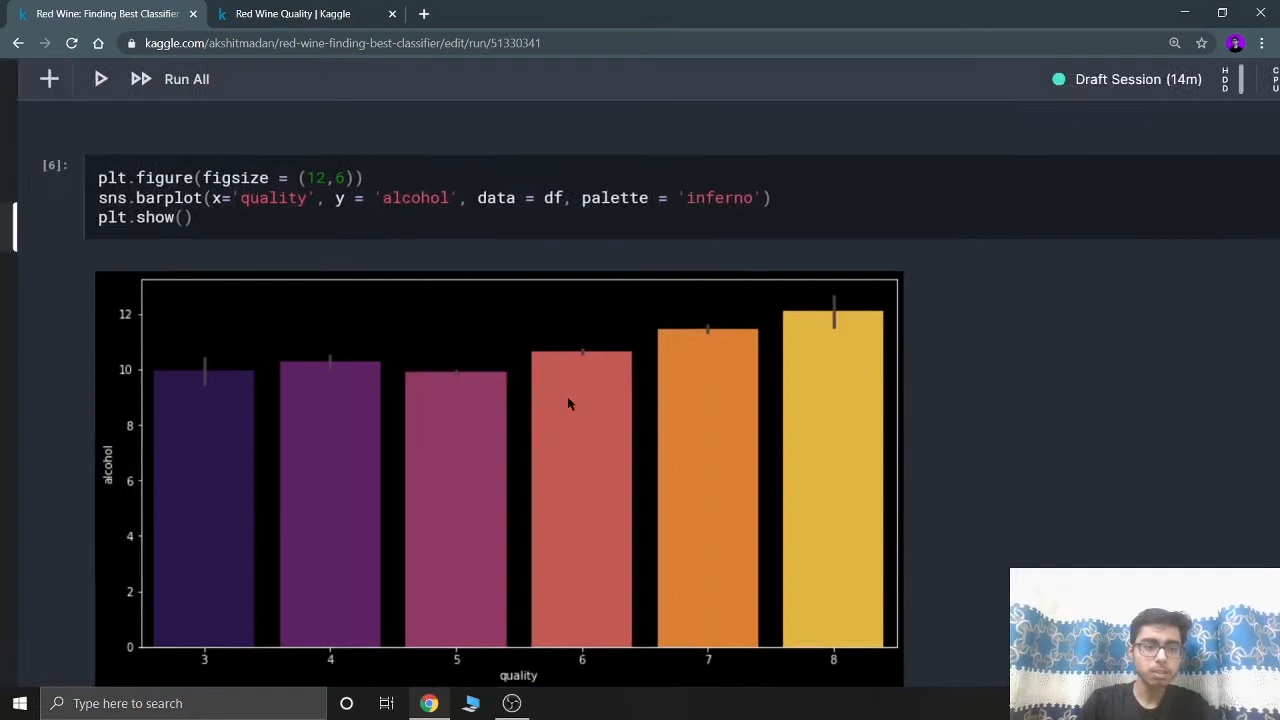 Red Wine: Finding Best Classifier
Red Wine Quality | Kaggle
kaggle.com/akshitmadan/red-wine-finding-best-classifier/edit/run/51330341
Run All
Draft Session (14m)
HDD
CPU
[6]:
plt.figure(figsize = (12,6))
sns.barplot(x='quality', y = 'alcohol', data = df, palette = 'inferno')
plt.show()
12
10
8
6
4
2
0
alcohol
3 4 5 6 7 8
quality
Type here to search